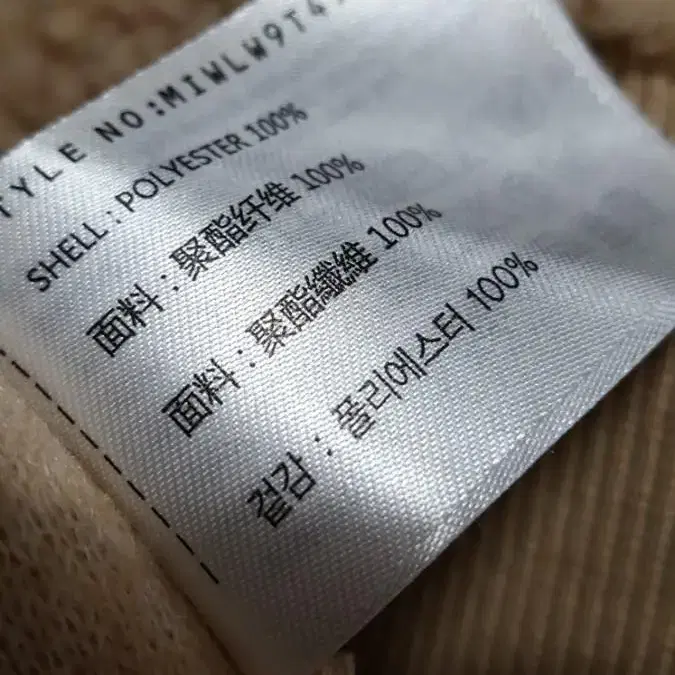 STYLE NO:MIWLW9T4
SHELL : POLYESTER 100%
面料 : 聚酯纤维 100%
面料 : 聚酯纖維 100%
겉감 : 폴리에스터 100%